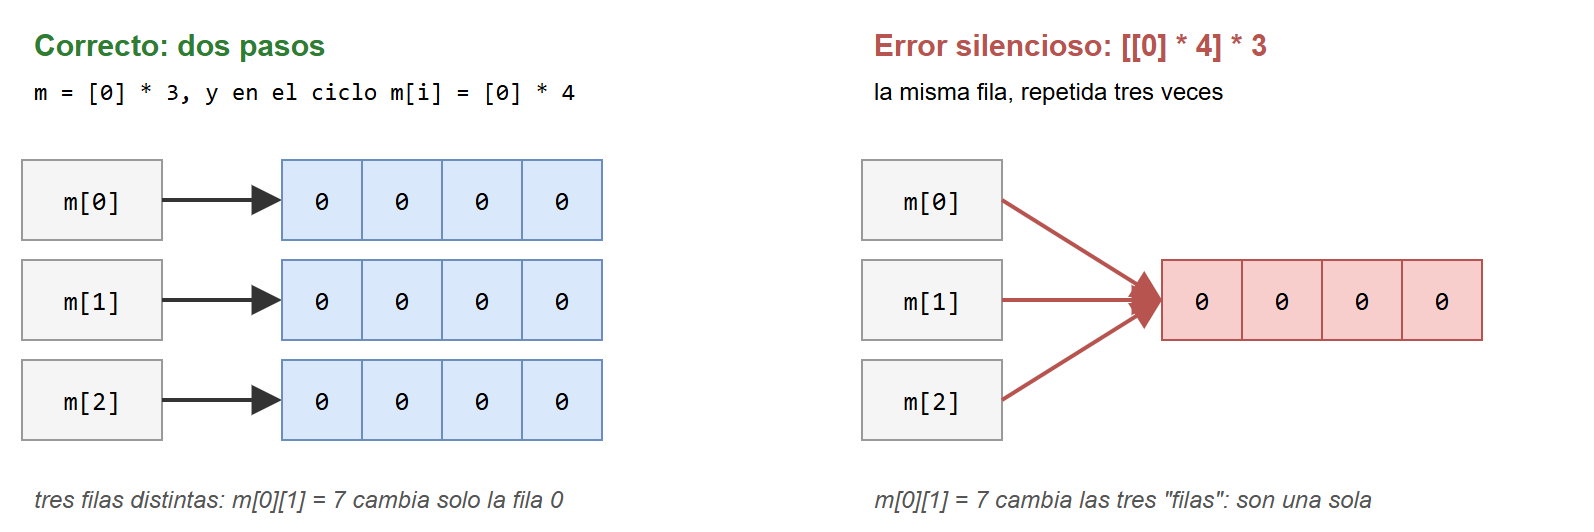 Correcto: dos pasos
m = [0] * 3, y en el ciclo m[i] = [0] * 4
m[0] 0 0 0 0
m[1] 0 0 0 0
m[2] 0 0 0 0
tres filas distintas: m[0][1] = 7 cambia solo la fila 0
Error silencioso: [[0] * 4] * 3
la misma fila, repetida tres veces
m[0]
m[1] 0 0 0 0
m[2]
m[0][1] = 7 cambia las tres "filas": son una sola